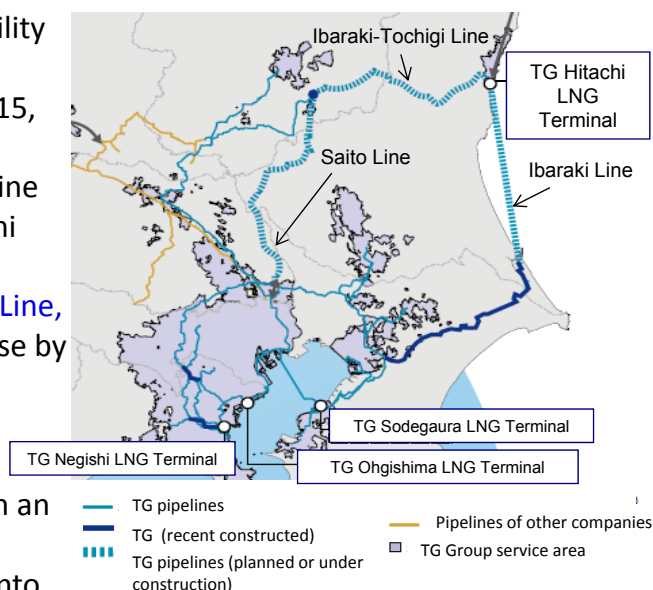 ility
15,
ine
ni
Line,
se by
n an
nto
Ibaraki-Tochigi Line
TG Hitachi
LNG
Terminal
Saito Line
Ibaraki Line
TG Sodegaura LNG Terminal
TG Negishi LNG Terminal
TG Ohgishima LNG Terminal
TG pipelines
TG (recent constructed)
TG pipelines (planned or under
construction)
Pipelines of other companies
TG Group service area